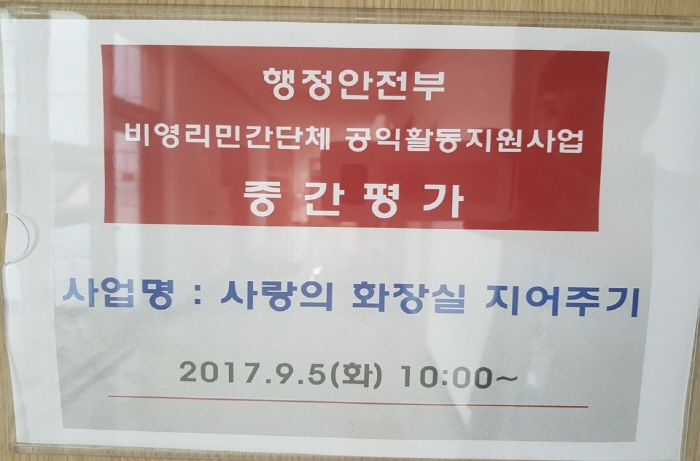 행정안전부
비영리민간단체 공익활동지원사업
중간평가
사업명 : 사랑의 화장실 지어주기
2017.9.5(화) 10:00~